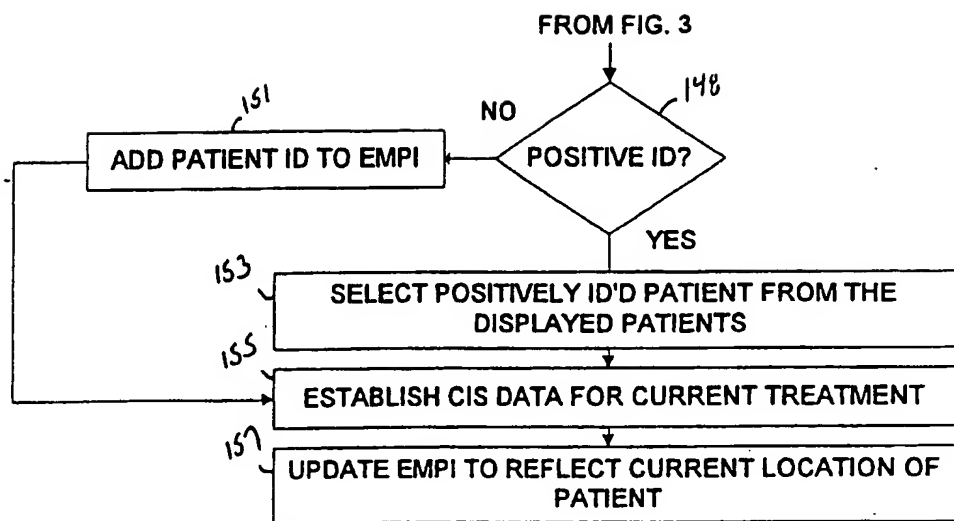 FROM FIG. 3
148
NO
POSITIVE ID?
151
ADD PATIENT ID TO EMPI
YES
153
SELECT POSITIVELY ID'D PATIENT FROM THE
DISPLAYED PATIENTS
155
ESTABLISH CIS DATA FOR CURRENT TREATMENT
157
UPDATE EMPI TO REFLECT CURRENT LOCATION OF
PATIENT